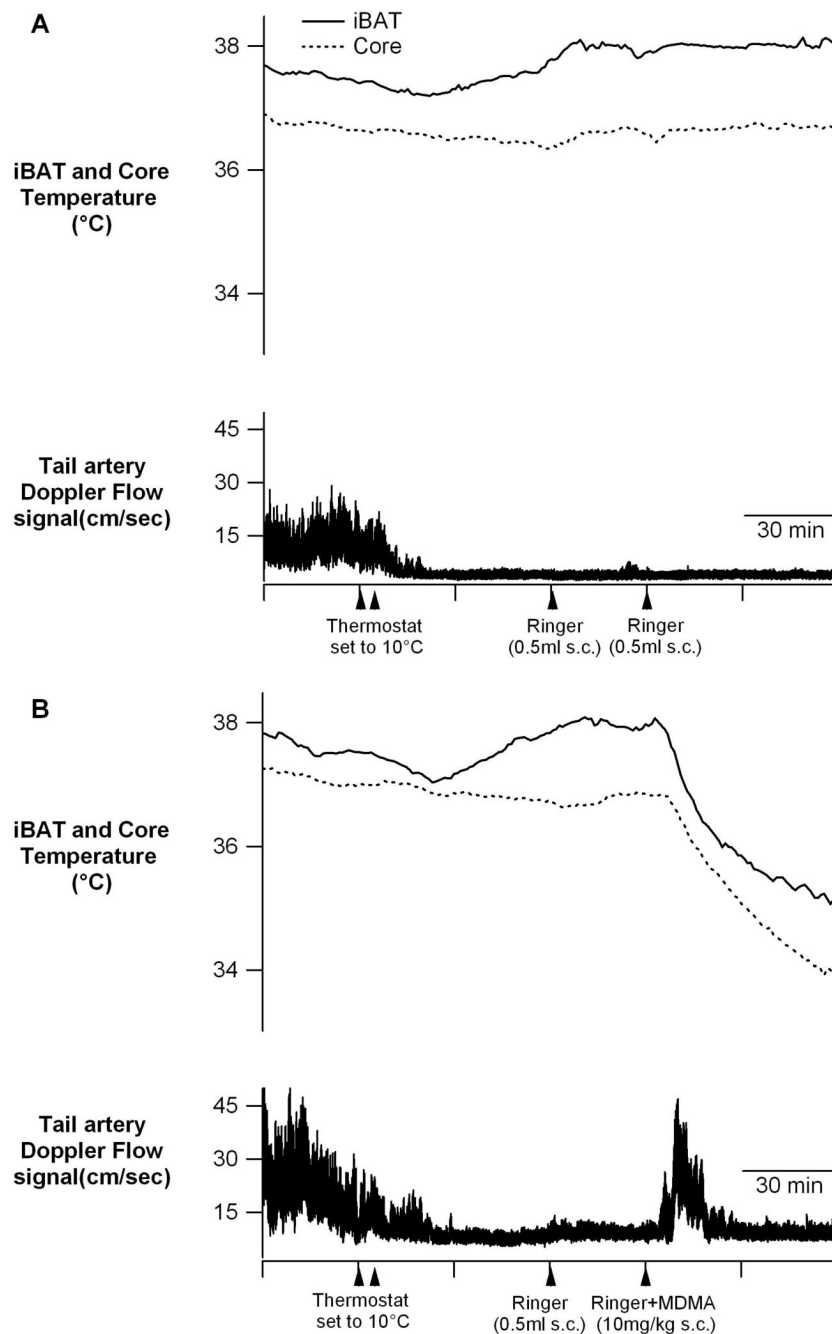 A
iBAT
Core
38
36
34
iBAT and Core
Temperature
(°C)
45
30
15
Tail artery
Doppler Flow
signal(cm/sec)
30 min
Thermostat
set to 10°C
Ringer
(0.5ml s.c.)
Ringer
(0.5ml s.c.)
B
38
36
34
iBAT and Core
Temperature
(°C)
45
30
15
Tail artery
Doppler Flow
signal(cm/sec)
30 min
Thermostat
set to 10°C
Ringer
(0.5ml s.c.)
Ringer+MDMA
(10mg/kg s.c.)